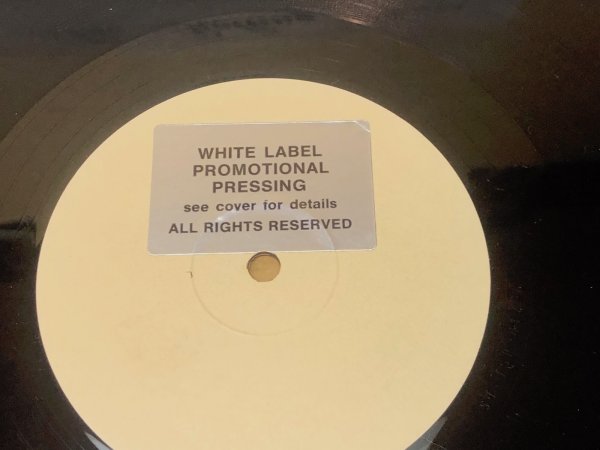 WHITE LABEL
PROMOTIONAL
PRESSING
see cover for details
ALL RIGHTS RESERVED